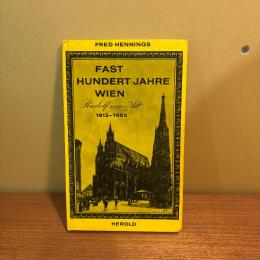 FRED HENNINGS
FAST
HUNDERT JAHRE
WIEN
Rudolf von Alt
1812-1905
HEROLD